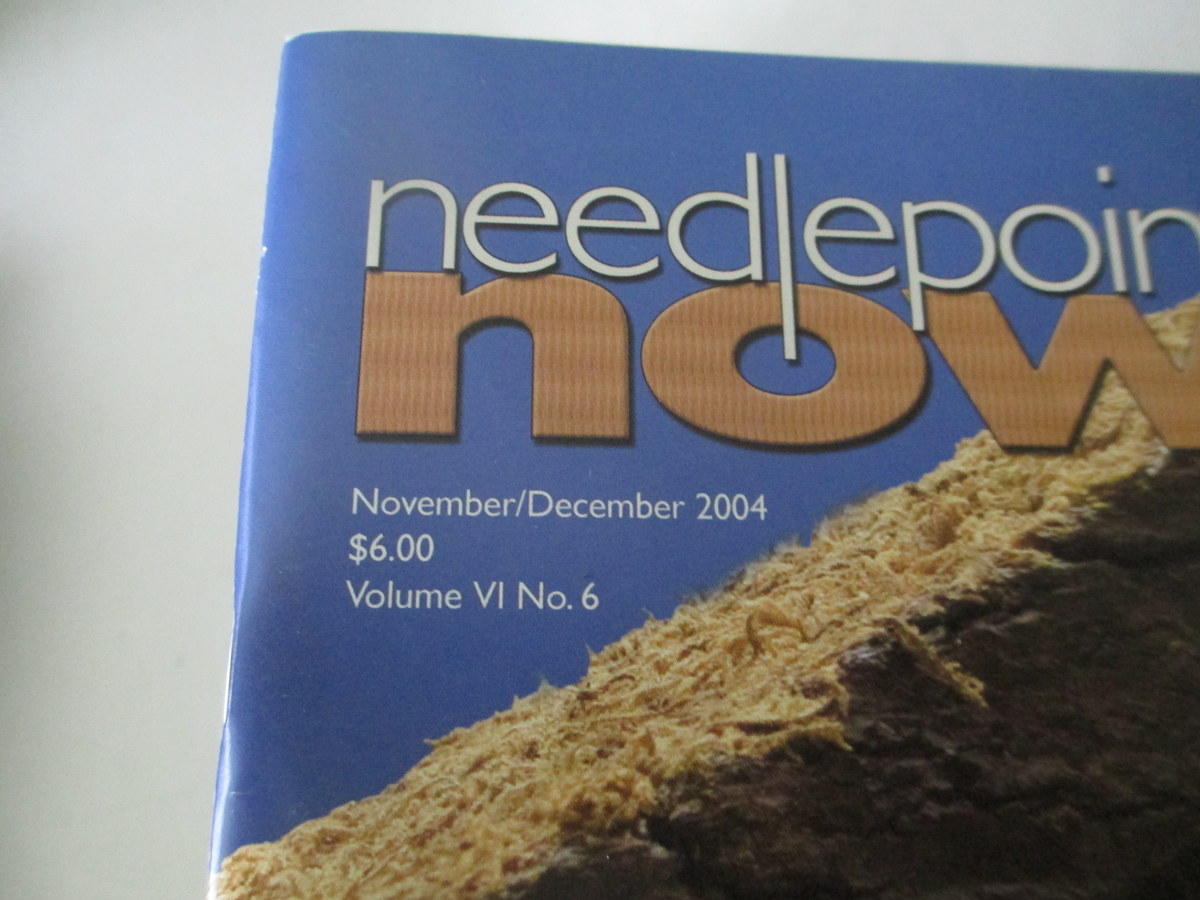 needlepoin
now
November/December 2004
$6.00
Volume VI No. 6